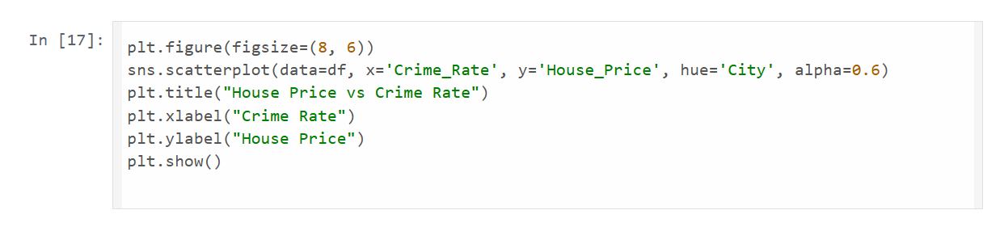 In [17]:
plt.figure(figsize=(8, 6))
sns.scatterplot(data=df, x='Crime_Rate', y='House_Price', hue='City', alpha=0.6)
plt.title("House Price vs Crime Rate")
plt.xlabel("Crime Rate")
plt.ylabel("House Price")
plt.show()